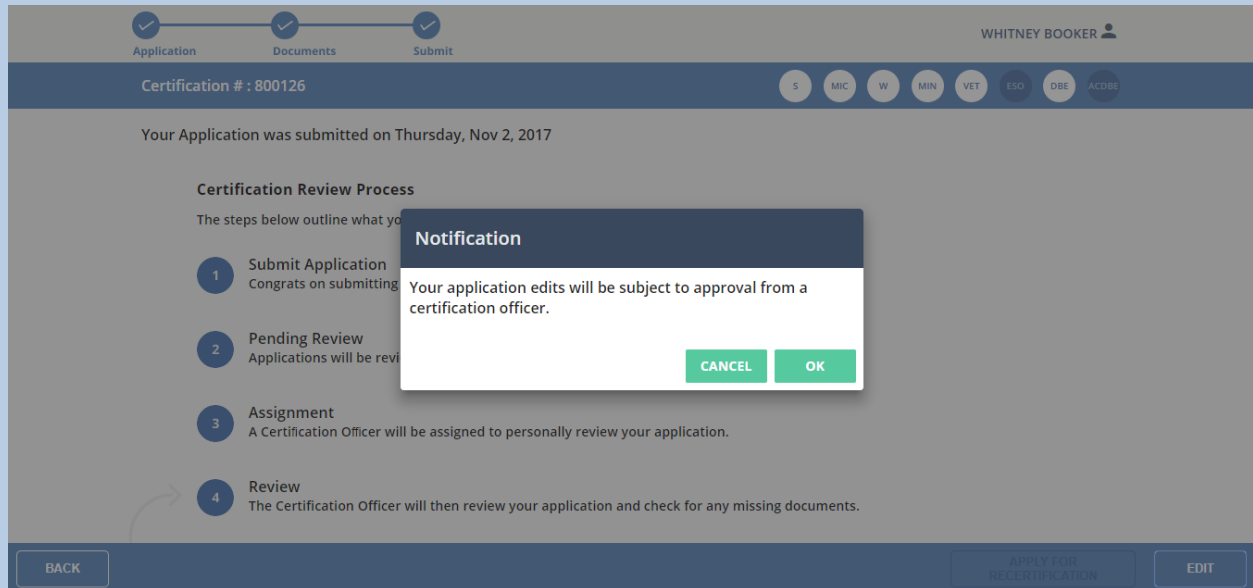 Application
Documents
Submit
WHITNEY BOOKER
Certification # : 800126
S
MIC
W
MIN
VET
ESO
DBE
ACDBE
Your Application was submitted on Thursday, Nov 2, 2017
Certification Review Process
The steps below outline what yo
Notification
Your application edits will be subject to approval from a
certification officer.
CANCEL
OK
1
Submit Application
Congrats on submitting
2
Pending Review
Applications will be revi
3
Assignment
A Certification Officer will be assigned to personally review your application.
4
Review
The Certification Officer will then review your application and check for any missing documents.
BACK
APPLY FOR
RECERTIFICATION
EDIT